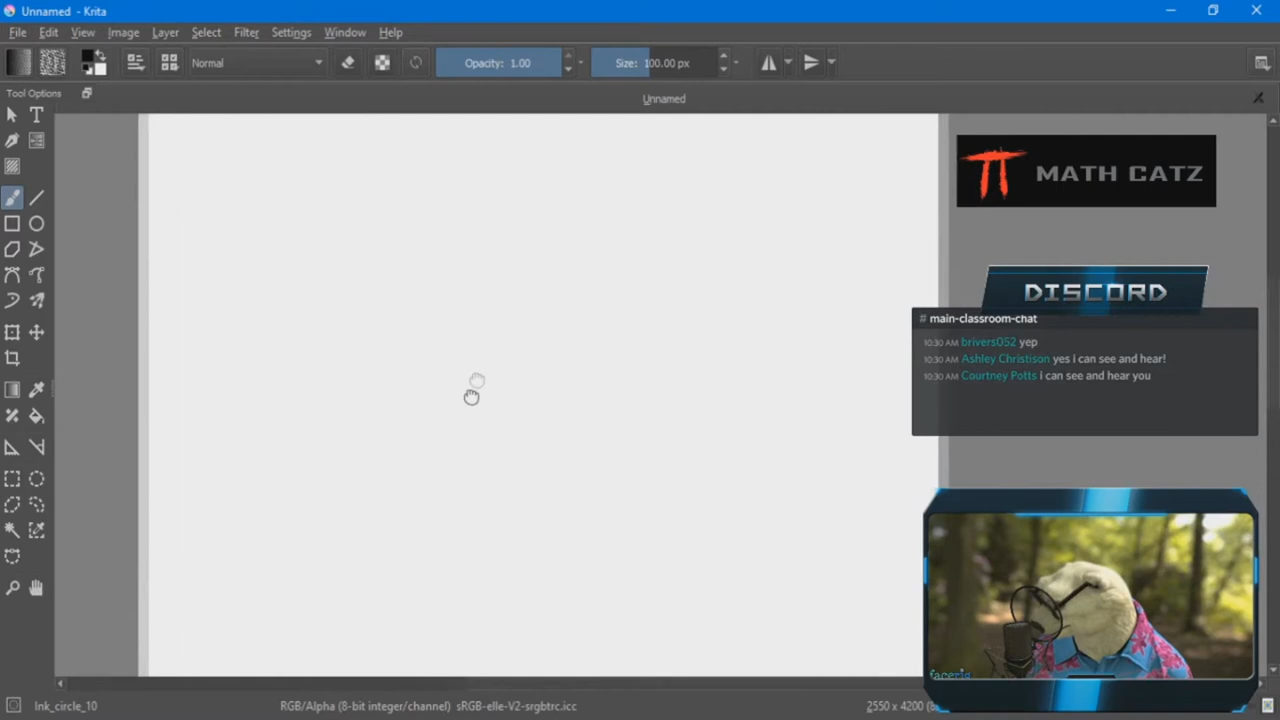 Unnamed - Krita
File Edit View Image Layer Select Filter Settings Window Help
Normal Opacity: 1.00 Size: 100.00 px
Tool Options
Unnamed
MATH CATZ
DISCORD
# main-classroom-chat
10:30 AM brivers052 yep
10:30 AM Ashley Christison yes i can see and hear!
10:30 AM Courtney Potts i can see and hear you
facerig
Ink_circle_10 RGB/Alpha (8-bit integer/channel) sRGB-elle-V2-srgbtrc.icc 2550 x 4200